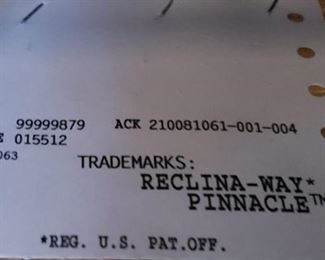 99999879 ACK 210081061-001-004
E 015512
063
TRADEMARKS:
RECLINA-WAY*
PINNACLE™
*REG. U.S. PAT.OFF.